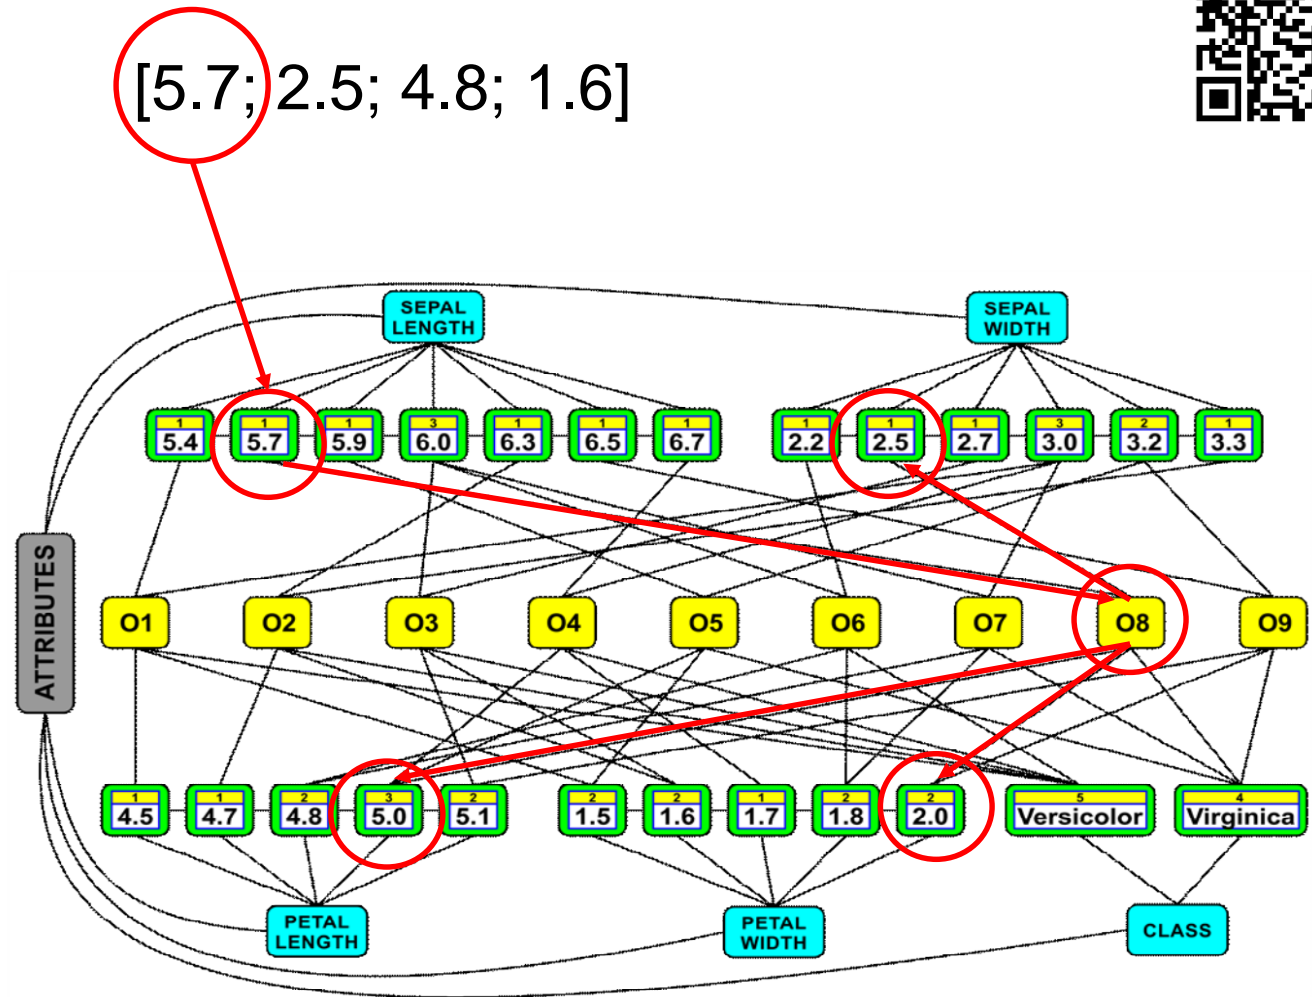 [5.7; 2.5; 4.8; 1.6]
SEPAL
LENGTH
SEPAL
WIDTH
1 1 1 3 1 1 1 1 1 1 3 2 1
5.4 5.7 5.9 6.0 6.3 6.5 6.7 2.2 2.5 2.7 3.0 3.2 3.3
ATTRIBUTES
O1 O2 O3 O4 O5 O6 O7 O8 O9
1 1 2 3 2 2 2 1 2 2 5 4
4.5 4.7 4.8 5.0 5.1 1.5 1.6 1.7 1.8 2.0 Versicolor Virginica
PETAL
LENGTH
PETAL
WIDTH
CLASS